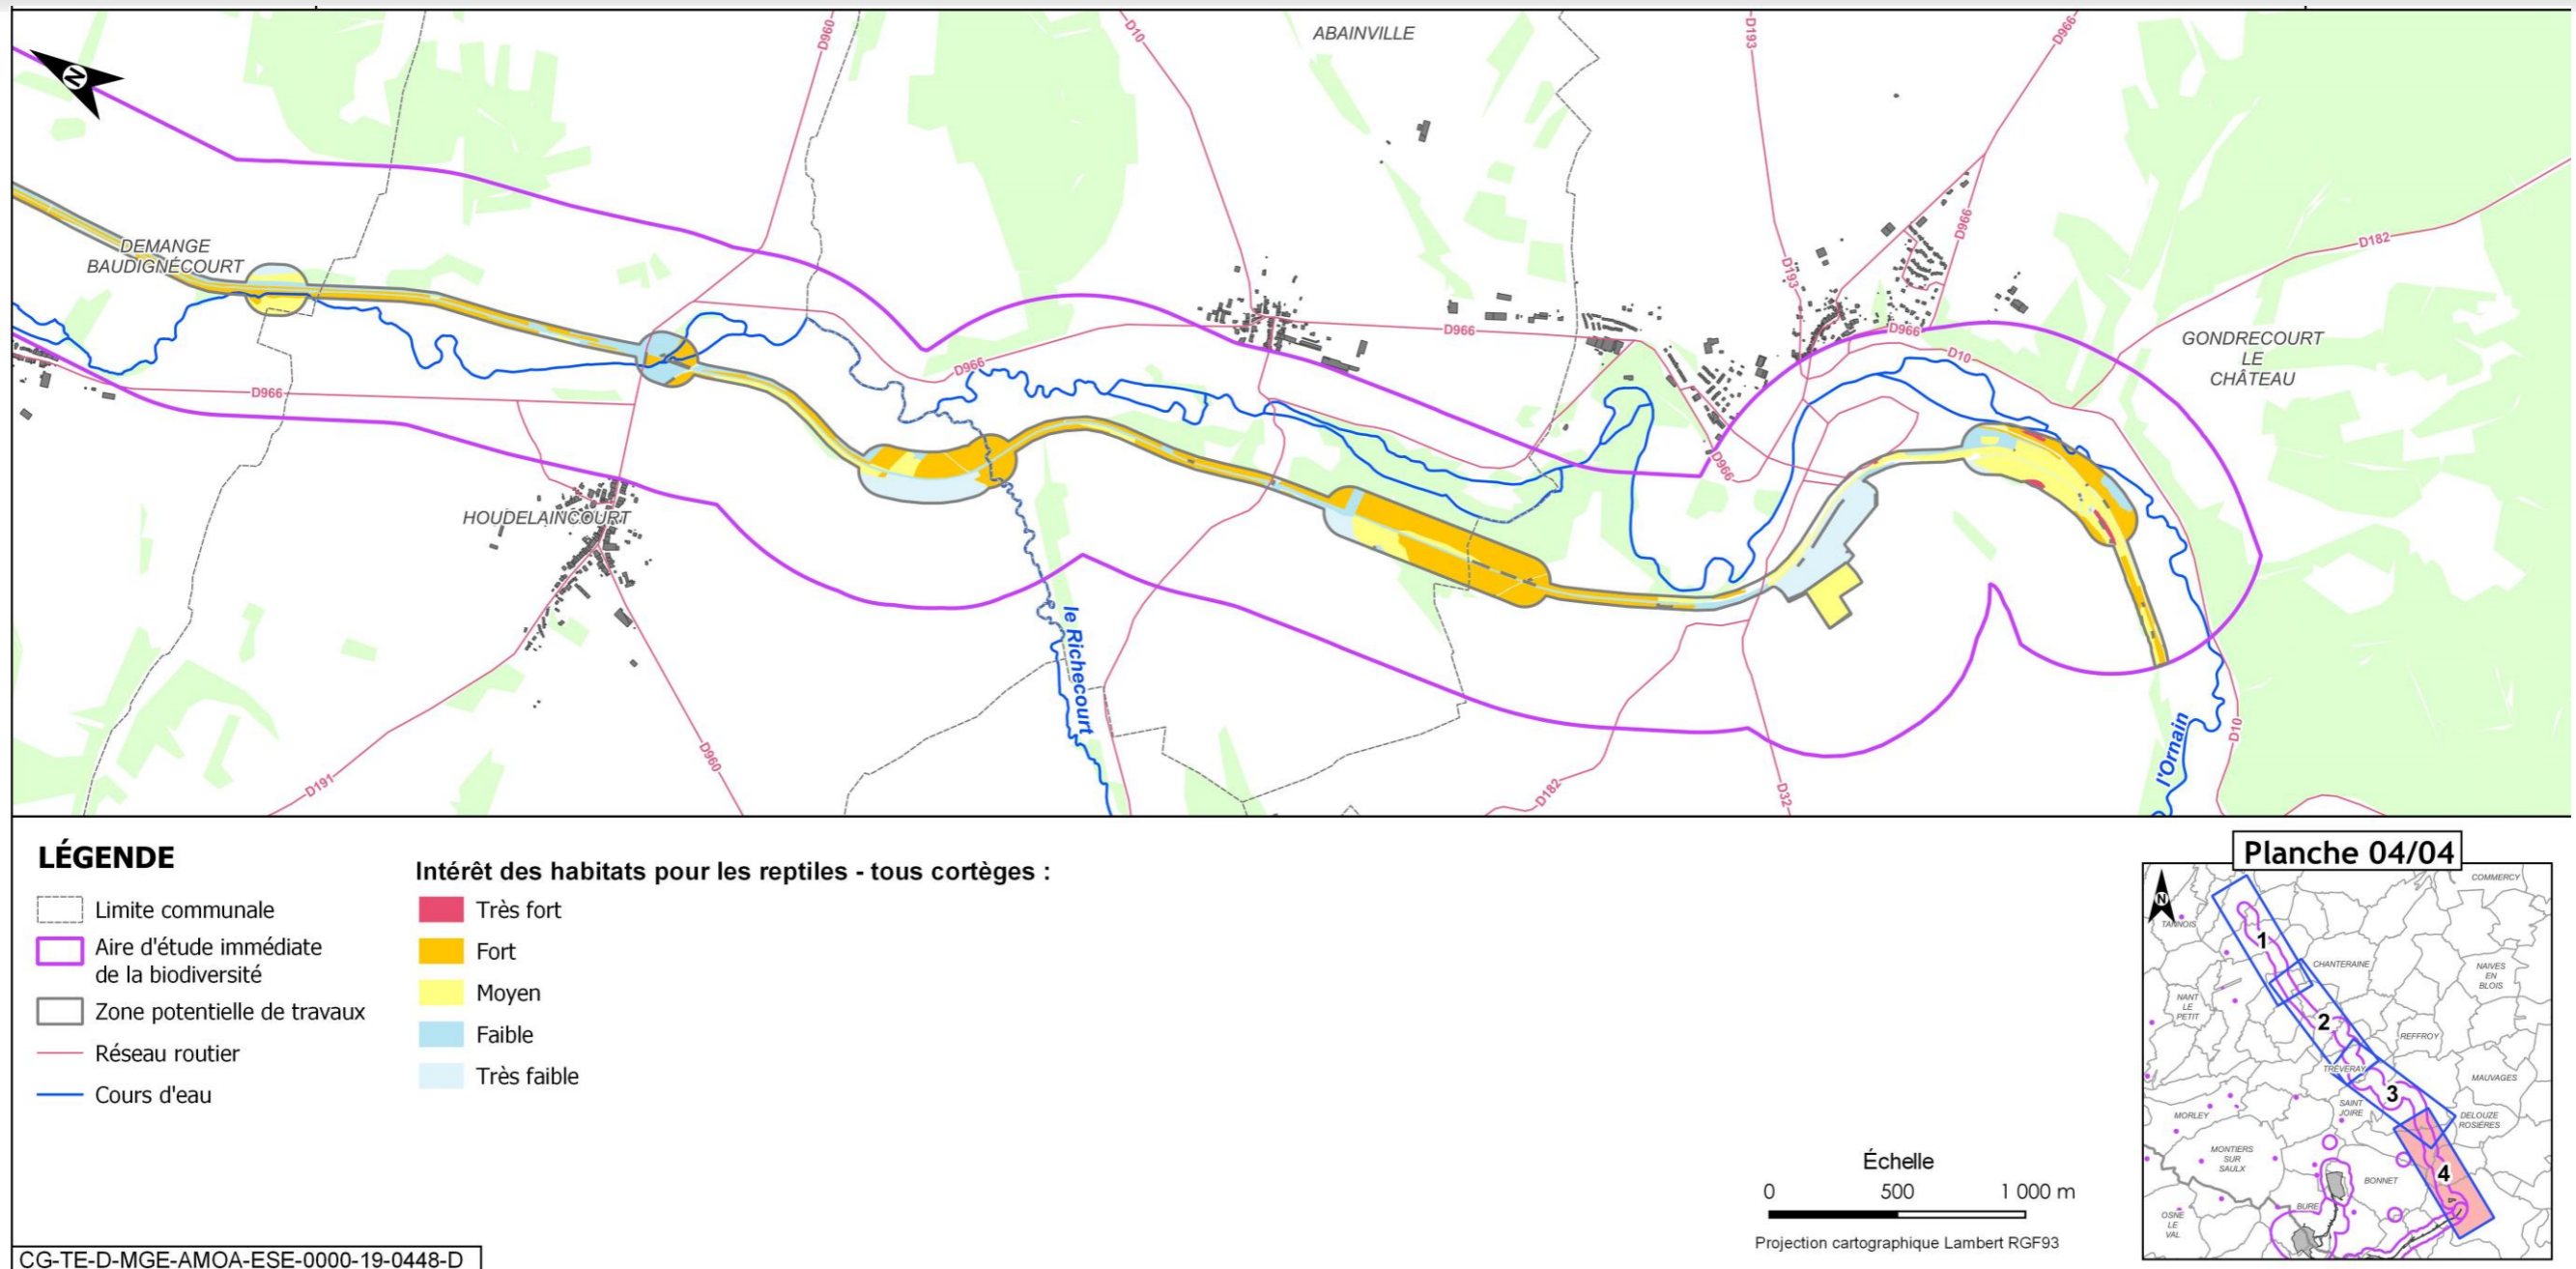 D960
D10
ABAINVILLE
D193
D966
N
D193
D966
D182
DEMANGE
BAUDIGNÉCOURT
D966
D966
GONDRECOURT
LE
CHÂTEAU
D966
D10
D966
D966
HOUDELAINCOURT
le Richecourt
D960
D191
D182
D32
l'Ornain
D10
LÉGENDE
Limite communale
Aire d'étude immédiate
de la biodiversité
Zone potentielle de travaux
Réseau routier
Cours d'eau
Intérêt des habitats pour les reptiles - tous cortèges :
Très fort
Fort
Moyen
Faible
Très faible
Échelle
0 500 1 000 m
Projection cartographique Lambert RGF93
Planche 04/04
N
COMMERCY
TANNOIS
1
CHANTERAINE
NAIVES
EN
BLOIS
NANT
LE
PETIT
2
REFFROY
TRÉVERAY
MAUVAGES
3
SAINT
JOIRE
MORLEY
DELOUZE
ROSIÈRES
MONTIERS
SUR
SAULX
4
BONNET
BURE
OSNE
LE
VAL
CG-TE-D-MGE-AMOA-ESE-0000-19-0448-D